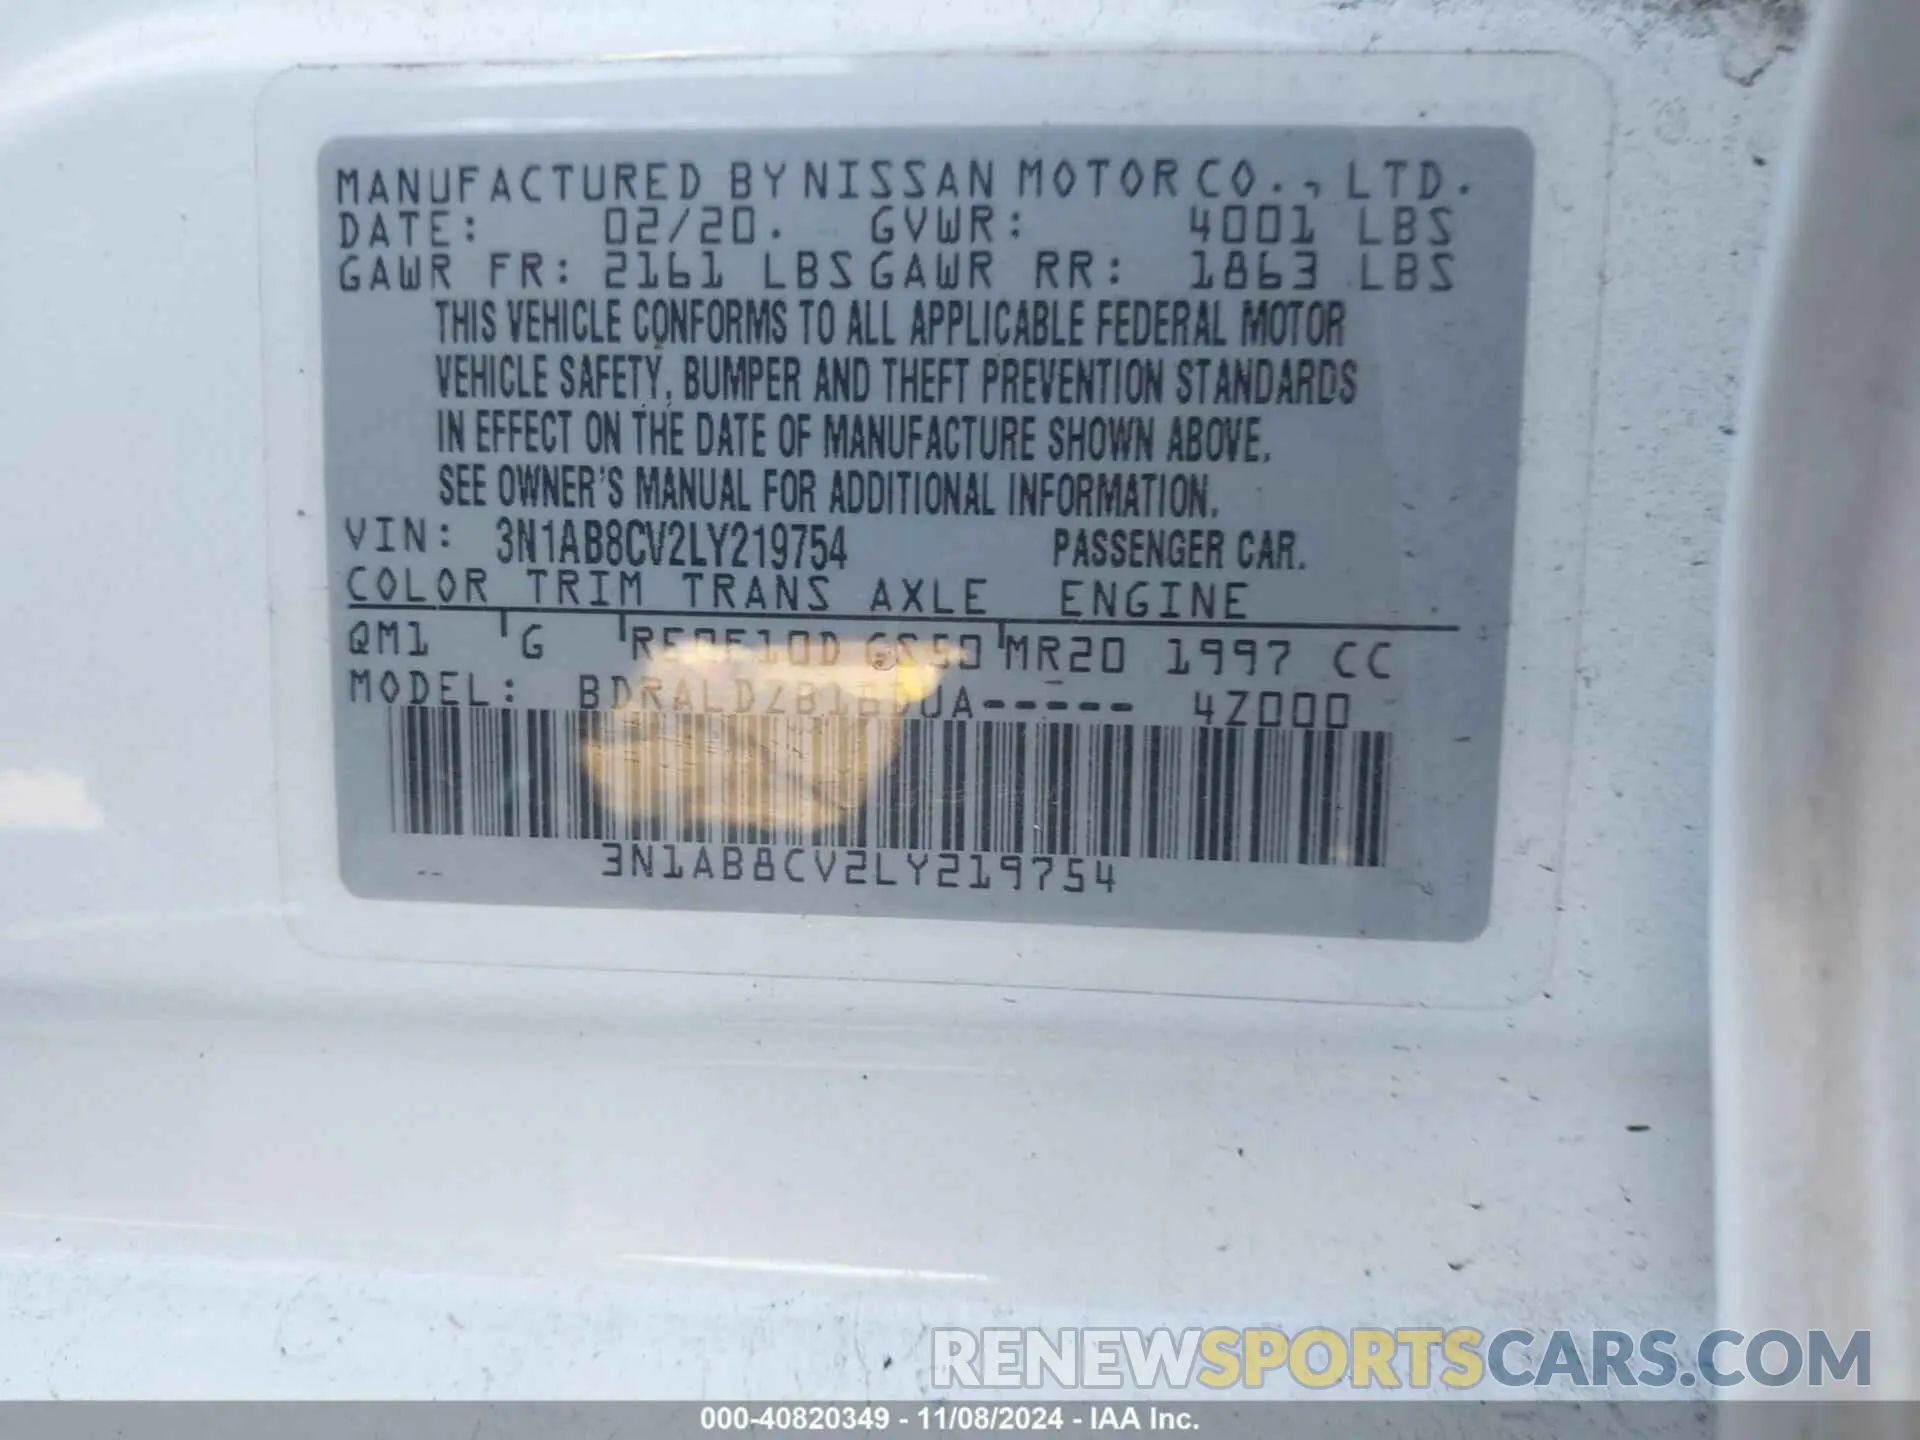 MANUFACTURED BY NISSAN MOTOR CO., LTD.
DATE: 02/20. GVWR: 4001 LBS
GAWR FR: 2161 LBS GAWR RR: 1863 LBS
THIS VEHICLE CONFORMS TO ALL APPLICABLE FEDERAL MOTOR
VEHICLE SAFETY, BUMPER AND THEFT PREVENTION STANDARDS
IN EFFECT ON THE DATE OF MANUFACTURE SHOWN ABOVE.
SEE OWNER'S MANUAL FOR ADDITIONAL INFORMATION.
VIN: 3N1AB8CV2LY219754 PASSENGER CAR.
COLOR TRIM TRANS AXLE ENGINE
QM1 G MR20 1997 CC
MODEL: 4Z000
3N1AB8CV2LY219754
RENEWSPORTSCARS.COM
000-40820349 - 11/08/2024 - IAA Inc.